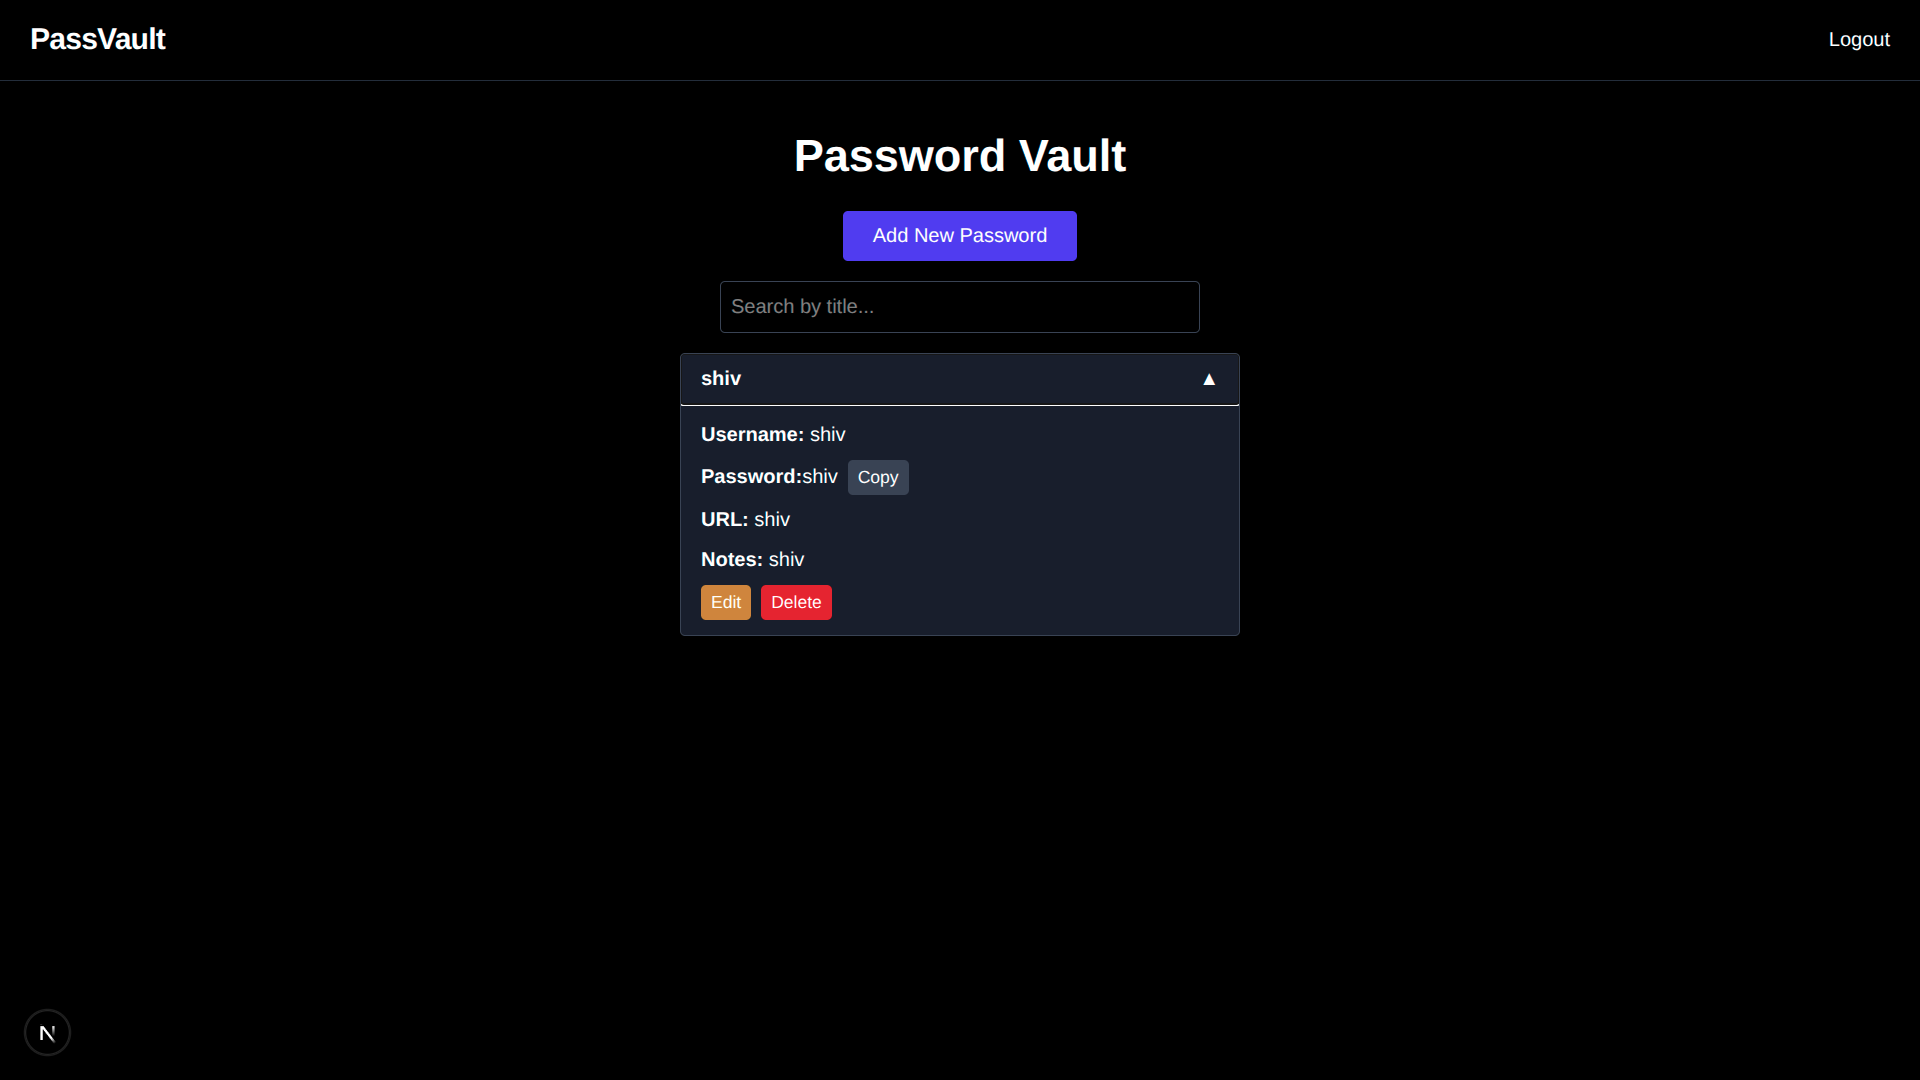 PassVault
Logout
Password Vault
Add New Password
Search by title...
shiv ▲
Username: shiv
Password:shiv Copy
URL: shiv
Notes: shiv
Edit Delete
N